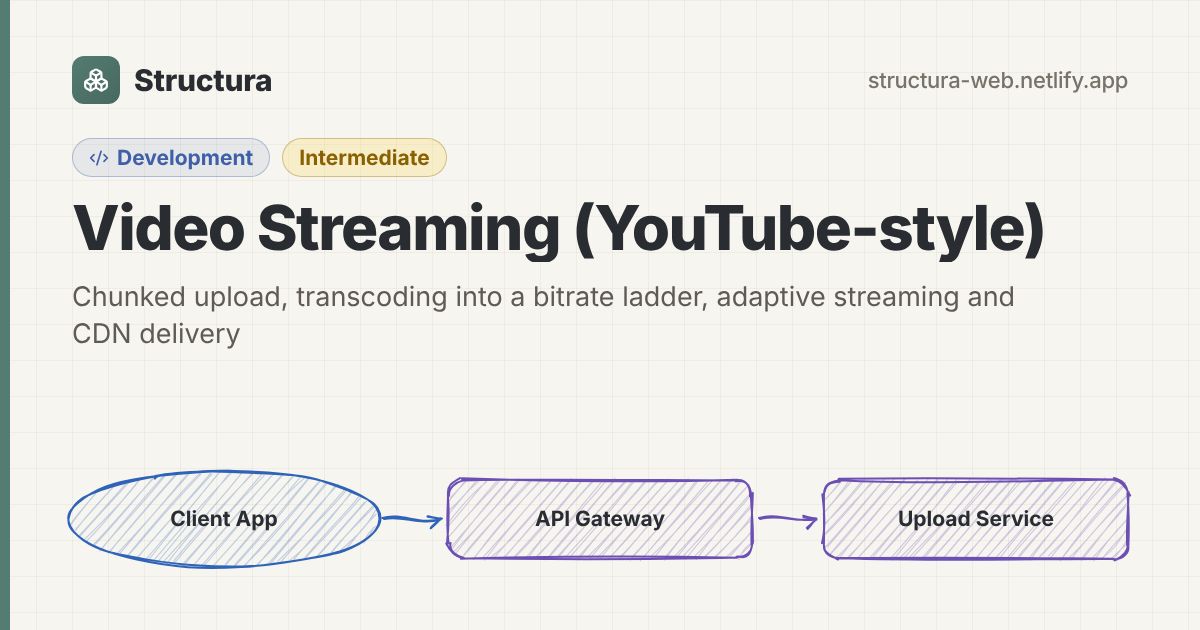 Structura
structura-web.netlify.app
Development
Intermediate
Video Streaming (YouTube-style)
Chunked upload, transcoding into a bitrate ladder, adaptive streaming and
CDN delivery
Client App
API Gateway
Upload Service